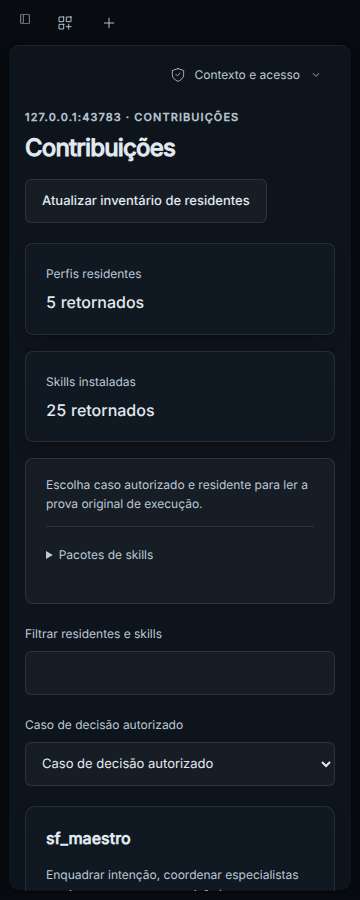 Contexto e acesso
127.0.0.1:43783 · CONTRIBUIÇÕES
Contribuições
Atualizar inventário de residentes
Perfis residentes
5 retornados
Skills instaladas
25 retornados
Escolha caso autorizado e residente para ler a
prova original de execução.
Pacotes de skills
Filtrar residentes e skills
Caso de decisão autorizado
Caso de decisão autorizado
sf_maestro
Enquadrar intenção, coordenar especialistas